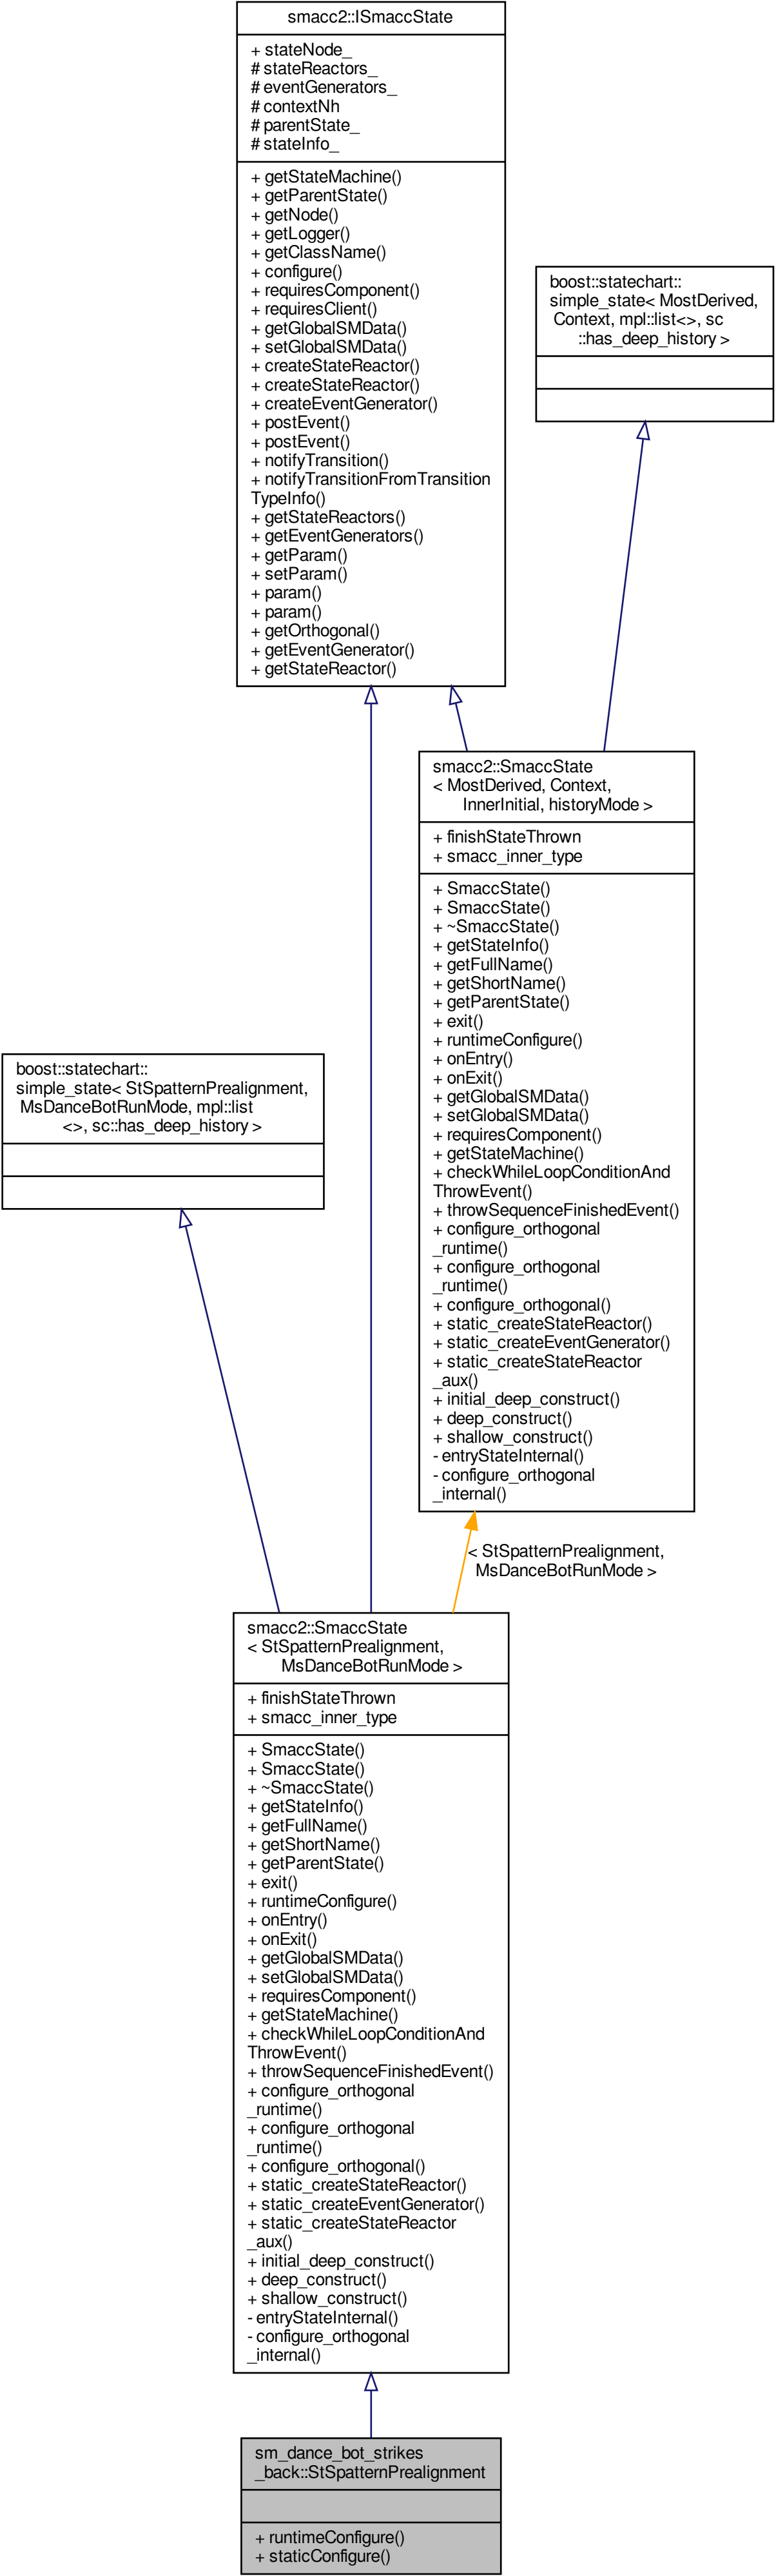 smacc2::ISmaccState
+ stateNode_
# stateReactors_
# eventGenerators_
# contextNh
# parentState_
# stateInfo_
+ getStateMachine()
+ getParentState()
+ getNode()
+ getLogger()
+ getClassName()
+ configure()
+ requiresComponent()
+ requiresClient()
+ getGlobalSMData()
+ setGlobalSMData()
+ createStateReactor()
+ createStateReactor()
+ createEventGenerator()
+ postEvent()
+ postEvent()
+ notifyTransition()
+ notifyTransitionFromTransition
TypeInfo()
+ getStateReactors()
+ getEventGenerators()
+ getParam()
+ setParam()
+ param()
+ param()
+ getOrthogonal()
+ getEventGenerator()
+ getStateReactor()
boost::statechart::
simple_state< MostDerived,
Context, mpl::list<>, sc
::has_deep_history >
smacc2::SmaccState
< MostDerived, Context,
InnerInitial, historyMode >
+ finishStateThrown
+ smacc_inner_type
+ SmaccState()
+ SmaccState()
+ ~SmaccState()
+ getStateInfo()
+ getFullName()
+ getShortName()
+ getParentState()
+ exit()
+ runtimeConfigure()
+ onEntry()
+ onExit()
+ getGlobalSMData()
+ setGlobalSMData()
+ requiresComponent()
+ getStateMachine()
+ checkWhileLoopConditionAnd
ThrowEvent()
+ throwSequenceFinishedEvent()
+ configure_orthogonal
_runtime()
+ configure_orthogonal
_runtime()
+ configure_orthogonal()
+ static_createStateReactor()
+ static_createEventGenerator()
+ static_createStateReactor
_aux()
+ initial_deep_construct()
+ deep_construct()
+ shallow_construct()
- entryStateInternal()
- configure_orthogonal
_internal()
boost::statechart::
simple_state< StSpatternPrealignment,
MsDanceBotRunMode, mpl::list
<>, sc::has_deep_history >
< StSpatternPrealignment,
MsDanceBotRunMode >
smacc2::SmaccState
< StSpatternPrealignment,
MsDanceBotRunMode >
+ finishStateThrown
+ smacc_inner_type
+ SmaccState()
+ SmaccState()
+ ~SmaccState()
+ getStateInfo()
+ getFullName()
+ getShortName()
+ getParentState()
+ exit()
+ runtimeConfigure()
+ onEntry()
+ onExit()
+ getGlobalSMData()
+ setGlobalSMData()
+ requiresComponent()
+ getStateMachine()
+ checkWhileLoopConditionAnd
ThrowEvent()
+ throwSequenceFinishedEvent()
+ configure_orthogonal
_runtime()
+ configure_orthogonal
_runtime()
+ configure_orthogonal()
+ static_createStateReactor()
+ static_createEventGenerator()
+ static_createStateReactor
_aux()
+ initial_deep_construct()
+ deep_construct()
+ shallow_construct()
- entryStateInternal()
- configure_orthogonal
_internal()
sm_dance_bot_strikes
_back::StSpatternPrealignment
+ runtimeConfigure()
+ staticConfigure()